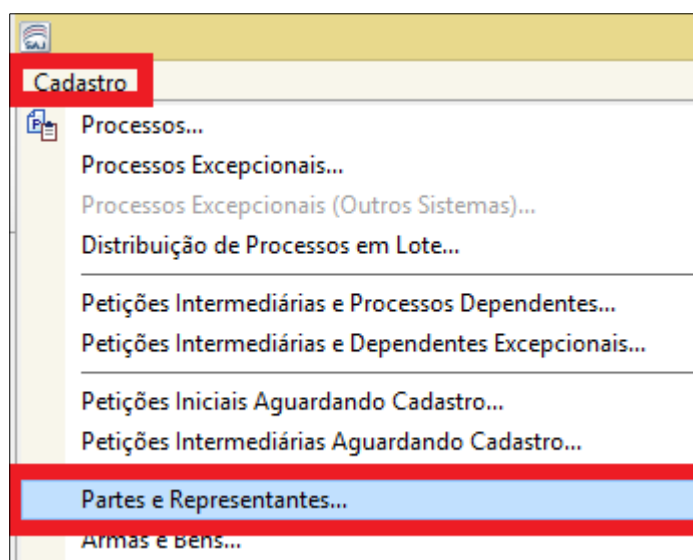 SAJ
Cadastro
Processos...
Processos Excepcionais...
Processos Excepcionais (Outros Sistemas)...
Distribuição de Processos em Lote...
Petições Intermediárias e Processos Dependentes...
Petições Intermediárias e Dependentes Excepcionais...
Petições Iniciais Aguardando Cadastro...
Petições Intermediárias Aguardando Cadastro...
Partes e Representantes...
Armas e Bens...